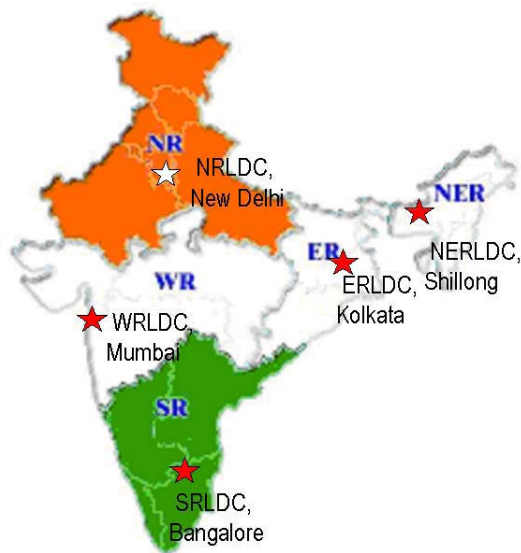 NR
NRLDC,
New Delhi
NER
NERLDC,
Shillong
ER
ERLDC,
Kolkata
WR
WRLDC,
Mumbai
SR
SRLDC,
Bangalore